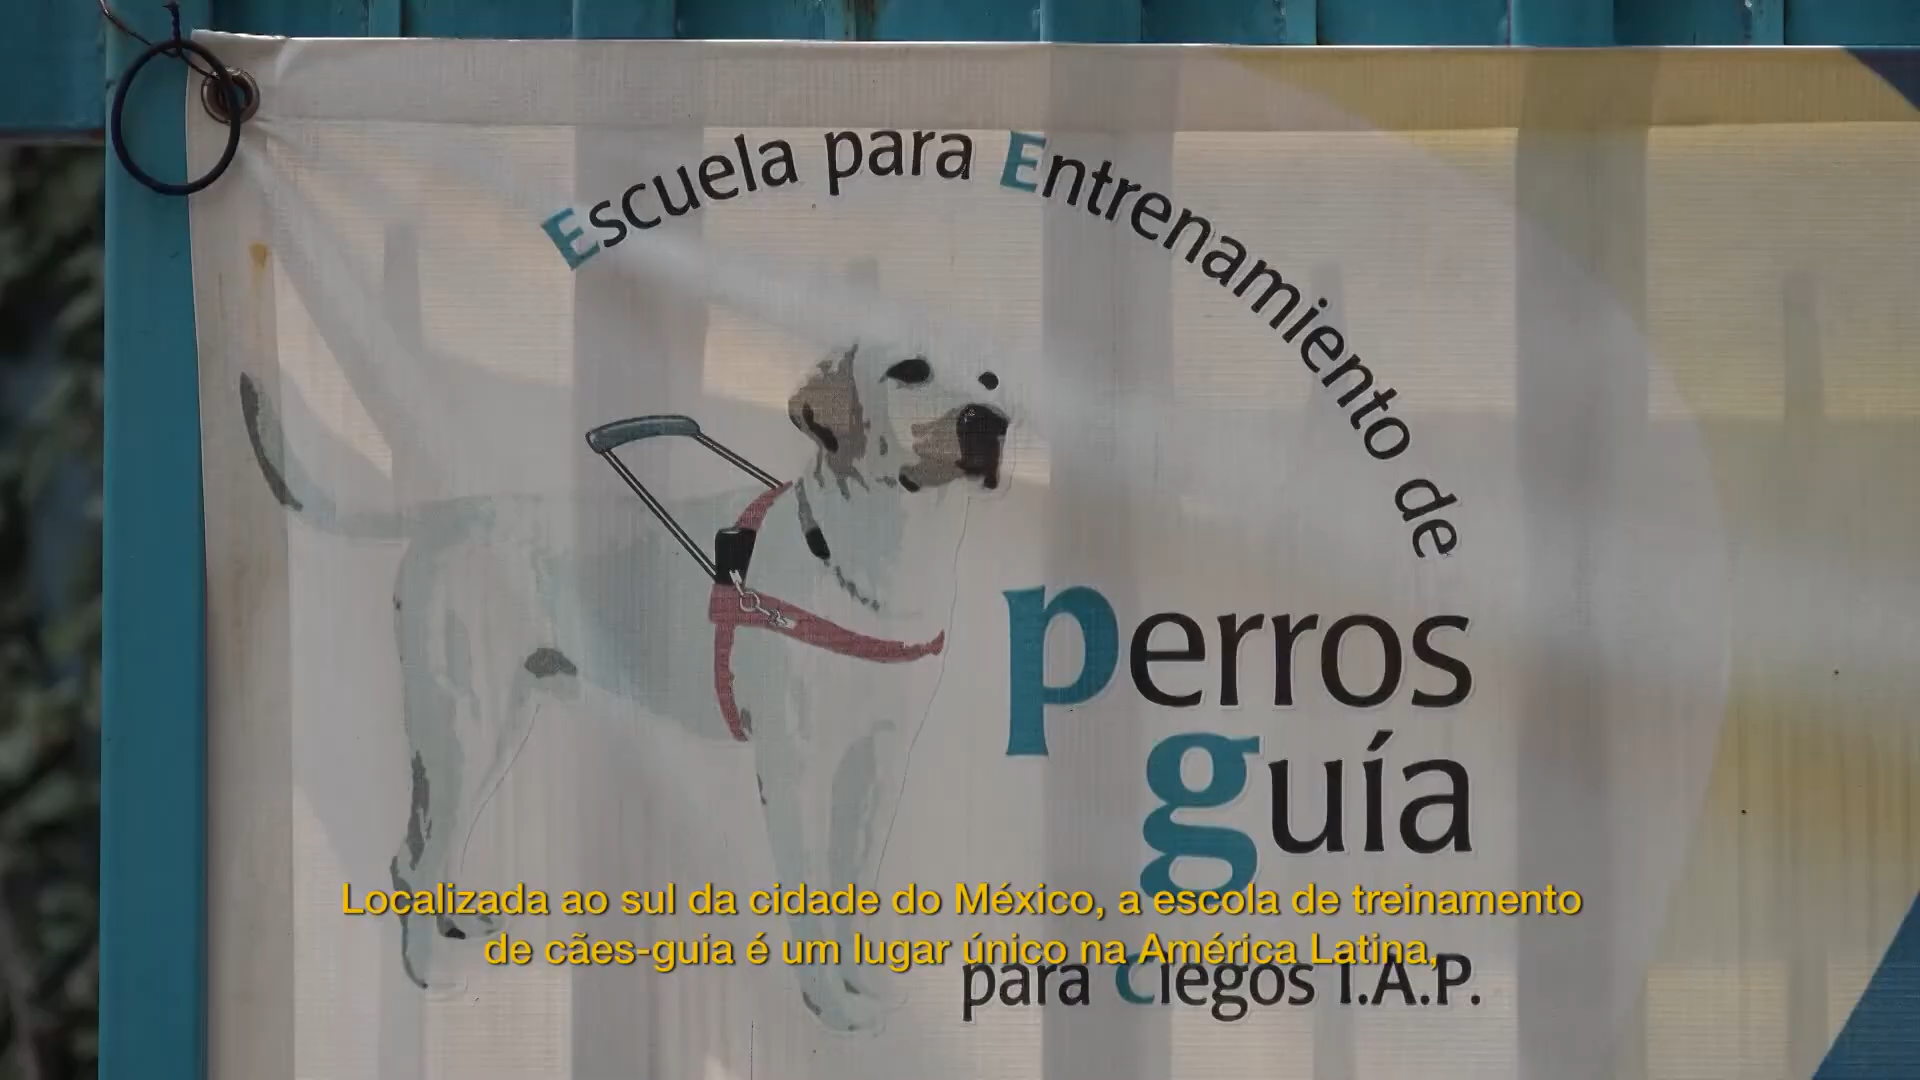 Escuela para Entrenamiento de
perros
guía
para Ciegos I.A.P.
Localizada ao sul da cidade do México, a escola de treinamento
de cães-guia é um lugar único na América Latina,